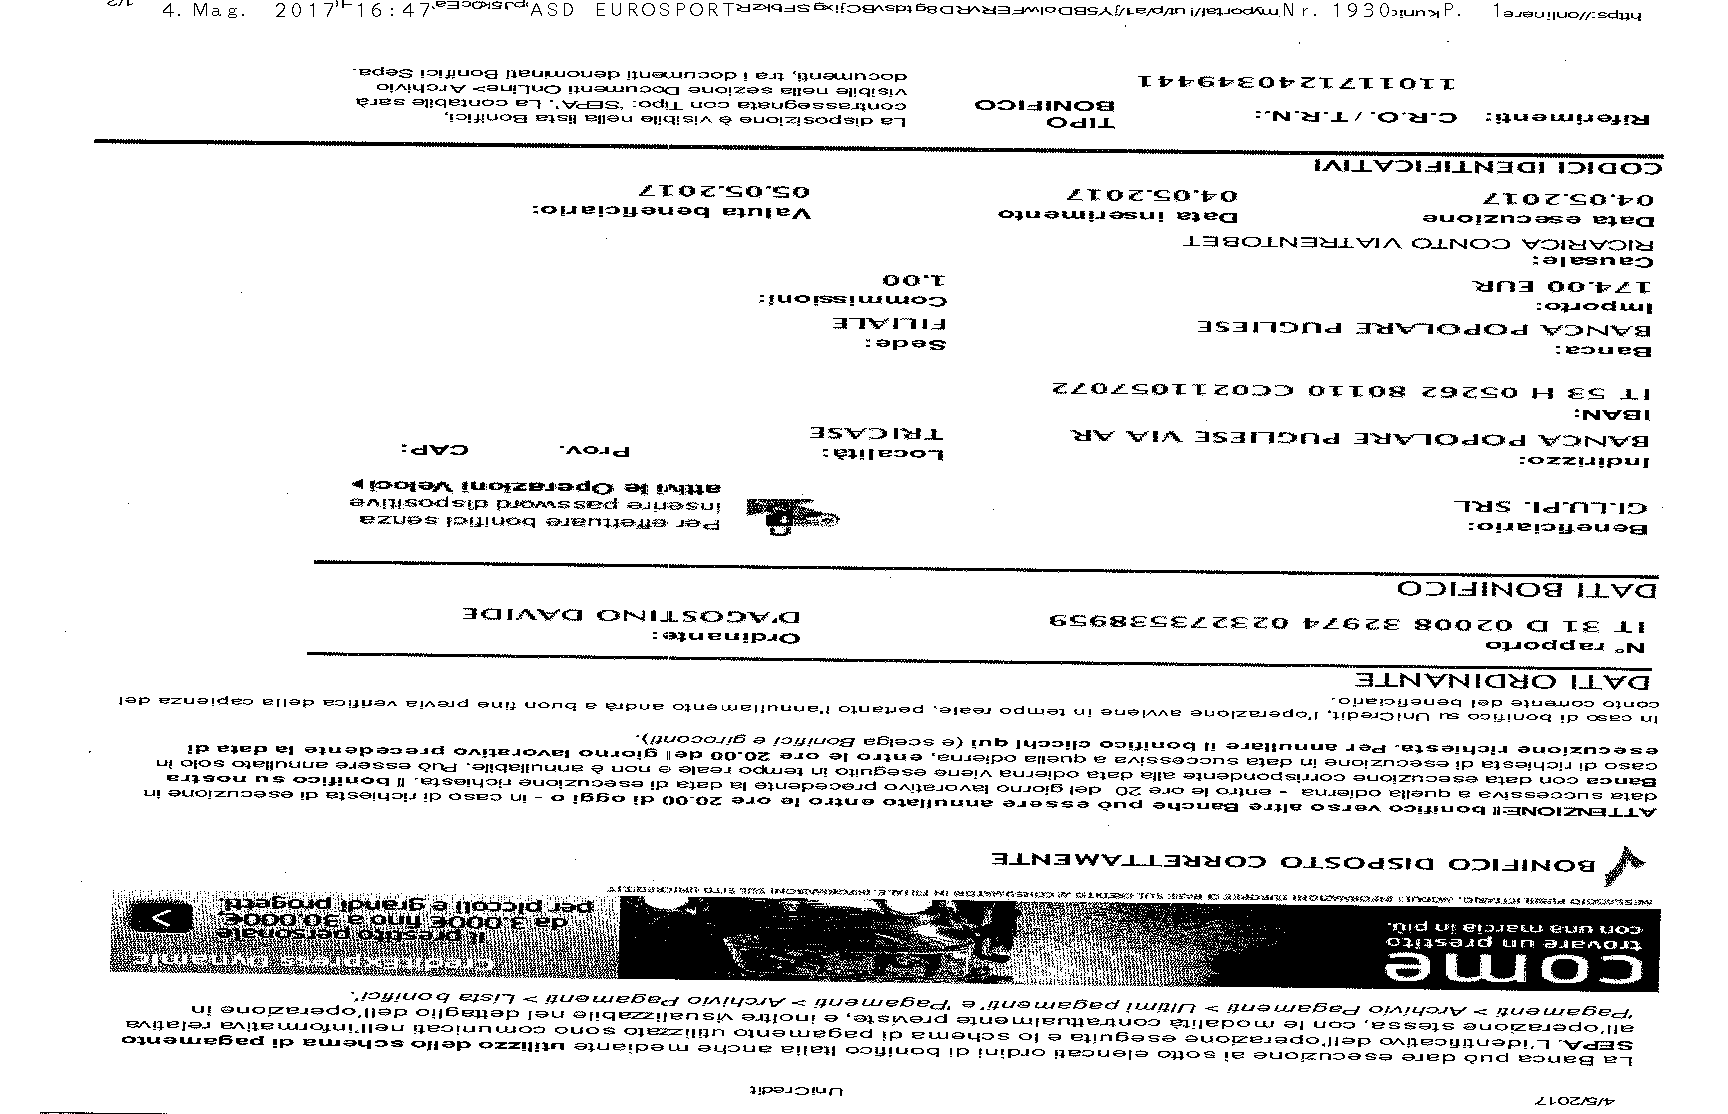 4/5/2017
UniCredit
La Banca può dare esecuzione ai sotto elencati ordini di bonifico Italia anche mediante utilizzo dello schema di pagamento
SEPA. L'identificativo dell'operazione eseguita e lo schema di pagamento utilizzato sono comunicati nell'informativa relativa
all'operazione stessa, con le modalità contrattualmente previste, e inoltre visualizzabile nel dettaglio dell'operazione in
'Pagamenti > Archivio Pagamenti > Ultimi pagamenti' e 'Pagamenti > Archivio Pagamenti > Lista bonifici'.
come
trovare un prestito
con una marcia in più.
CreditExpress Dynamic
Il prestito personale
da 3.000€ fino a 30.000€
per piccoli e grandi progetti.
BONIFICO DISPOSTO CORRETTAMENTE
ATTENZIONE:Il bonifico verso altre Banche può essere annullato entro le ore 20.00 di oggi o - in caso di richiesta di esecuzione in
data successiva a quella odierna - entro le ore 20 del giorno lavorativo precedente la data di esecuzione richiesta. Il bonifico su nostra
Banca con data esecuzione corrispondente alla data odierna viene eseguito in tempo reale e non è annullabile. Può essere annullato solo in
caso di richiesta di esecuzione in data successiva a quella odierna, entro le ore 20.00 del giorno lavorativo precedente la data di
esecuzione richiesta. Per annullare il bonifico clicchi qui (e scelga Bonifici e giroconti).
In caso di bonifico su UniCredit, l'operazione avviene in tempo reale, pertanto l'annullamento andrà a buon fine previa verifica della capienza del
conto corrente del beneficiario.
DATI ORDINANTE
N° rapporto Ordinante:
IT 31 D 02008 32974 023273538959 D'AGOSTINO DAVIDE
DATI BONIFICO
Beneficiario:
GI.LU.PI. SRL
Per effettuare bonifici senza
inserire password dispositive
attivi le Operazioni Veloci
Indirizzo: Località: Prov. CAP:
BANCA POPOLARE PUGLIESE VIA AR TRICASE
IBAN:
IT 53 H 05262 80110 CC0211057072
Banca: Sede:
BANCA POPOLARE PUGLIESE FILIALE
Importo: Commissioni:
174.00 EUR 1.00
Causale:
RICARICA CONTO VIATRENTOBET
Data esecuzione Data inserimento Valuta beneficiario:
04.05.2017 04.05.2017 05.05.2017
CODICI IDENTIFICATIVI
Riferimenti: C.R.O. / T.R.N.: TIPO BONIFICO
1101171240349441
La disposizione è visibile nella lista Bonifici,
contrassegnata con Tipo: 'SEPA'. La contabile sarà
visibile nella sezione Documenti OnLine> Archivio
documenti, tra i documenti denominati Bonifici Sepa.
4. Mag. 2017 16:47 ASD EUROSPORT Nr. 1930 P. 1